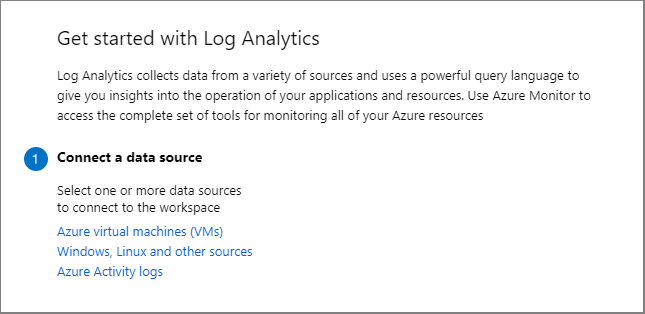 Get started with Log Analytics
Log Analytics collects data from a variety of sources and uses a powerful query language to
give you insights into the operation of your applications and resources. Use Azure Monitor to
access the complete set of tools for monitoring all of your Azure resources
1 Connect a data source
Select one or more data sources
to connect to the workspace
Azure virtual machines (VMs)
Windows, Linux and other sources
Azure Activity logs